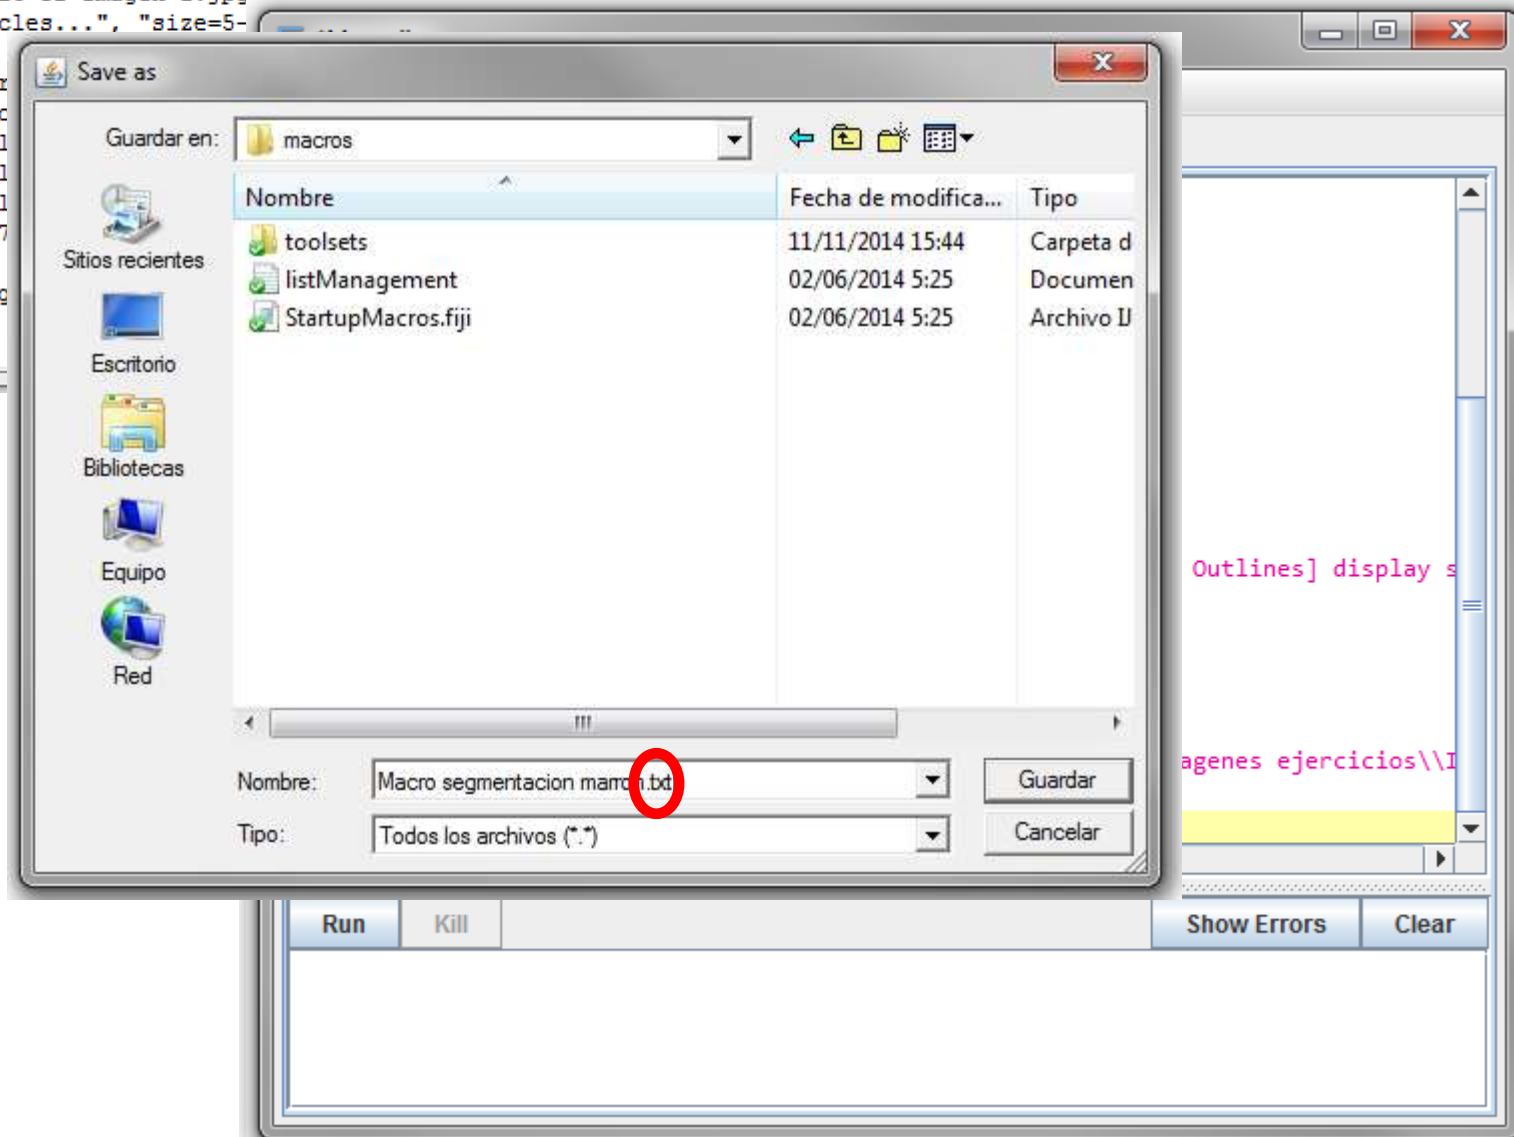 cles...", "size=5-
Save as
Guardar en: macros
Nombre Fecha de modifica... Tipo
toolsets 11/11/2014 15:44 Carpeta d
listManagement 02/06/2014 5:25 Documen
StartupMacros.fiji 02/06/2014 5:25 Archivo IJ
Sitios recientes
Escritorio
Bibliotecas
Equipo
Red
Nombre: Macro segmentacion marron.txt Guardar
Tipo: Todos los archivos (*.*) Cancelar
Outlines] display s
agenes ejercicios\\I
Run Kill Show Errors Clear